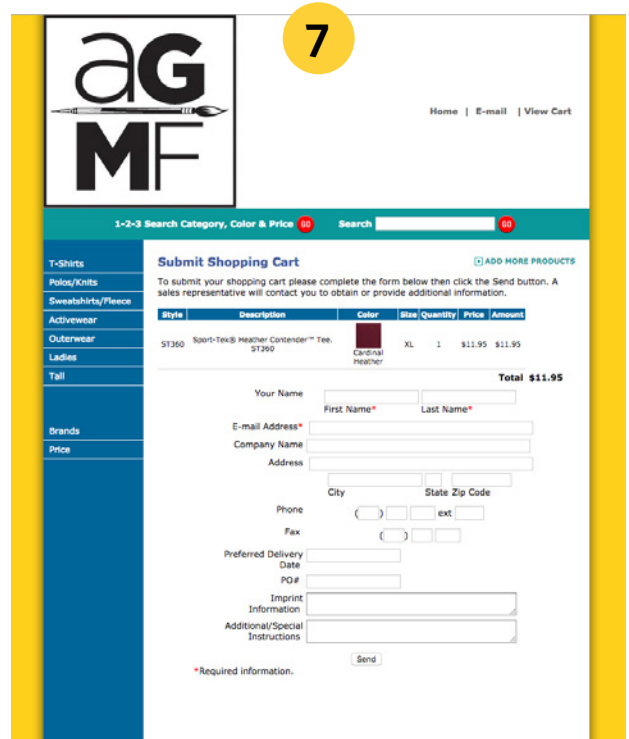 7
aG
MF
Home | E-mail | View Cart
1-2-3 Search Category, Color & Price GO Search GO
T-Shirts
Polos/Knits
Sweatshirts/Fleece
Activewear
Outerwear
Ladies
Tall
Brands
Price
Submit Shopping Cart
ADD MORE PRODUCTS
To submit your shopping cart please complete the form below then click the Send button. A
sales representative will contact you to obtain or provide additional information.
Style Description Color Size Quantity Price Amount
ST360 Sport-Tek® Heather Contender™ Tee. ST360 Cardinal Heather XL 1 $11.95 $11.95
Total $11.95
Your Name
First Name* Last Name*
E-mail Address*
Company Name
Address
City State Zip Code
Phone ( ) ext
Fax ( )
Preferred Delivery
Date
PO#
Imprint
Information
Additional/Special
Instructions
Send
*Required information.